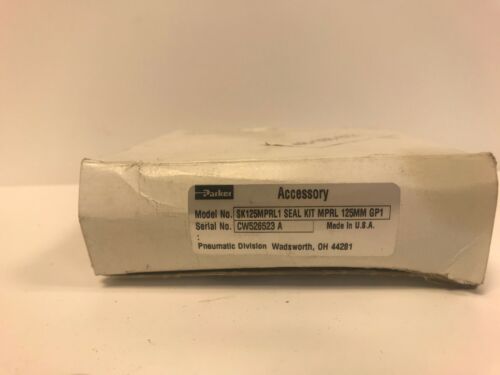 Parker Accessory
Model No. SK125MPRL1 SEAL KIT MPRL 125MM GP1
Serial No. CW526523 A Made in U.S.A.
:
Pneumatic Division Wadsworth, OH 44281